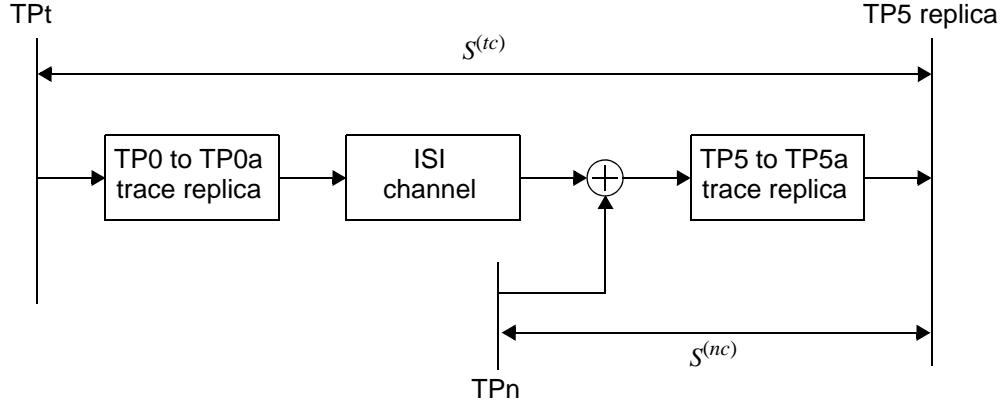 TPt
TP5 replica
S(tc)
TP0 to TP0a
trace replica
ISI
channel
TP5 to TP5a
trace replica
S(nc)
TPn